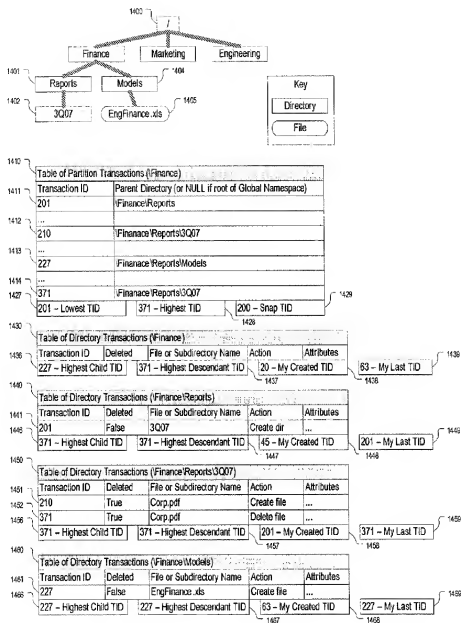 1403
/
Finance
Marketing
Engineering
1401
1404
Reports
Models
1402
1405
3Q07
EngFinance.xls
Key
Directory
File
1410
Table of Partition Transactions (\Finance)
1411
Transaction ID Parent Directory (or NULL if root of Global Namespace)
201 \Finance\Reports
1412
...
210 \Finanace\Reports\3Q07
1413
...
227 \Finanace\Reports\Models
1414
...
371 \Finanace\Reports\3Q07
1427
201 – Lowest TID 371 – Highest TID 200 – Snap TID
1429
1428
1430
Table of Directory Transactions (\Finance)
1436
Transaction ID Deleted File or Subdirectory Name Action Attributes
1439
227 – Highest Child TID 371 – Highest Descendant TID 20 – My Created TID 63 – My Last TID
1437
1438
1440
Table of Directory Transactions (\Finance\Reports)
Transaction ID Deleted File or Subdirectory Name Action Attributes
1441
201 False 3Q07 Create dir ...
1449
371 – Highest Child TID 371 – Highest Descendant TID 45 – My Created TID 201 – My Last TID
1447
1450
Table of Directory Transactions (\Finance\Reports\3Q07)
1451
Transaction ID Deleted File or Subdirectory Name Action Attributes
1452
210 True Corp.pdf Create file ...
371 True Corp.pdf Delete file ...
1456
1459
371 – Highest Child TID 371 – Highest Descendant TID 201 – My Created TID 371 – My Last TID
1457
1458
1460
Table of Directory Transactions (\Finance\Models)
1461
Transaction ID Deleted File or Subdirectory Name Action Attributes
227 False EngFinance .xls Create file ...
1466
1469
227 – Highest Child TID 227 – Highest Descendant TID 63 – My Created TID 227 – My Last TID
1467
1468